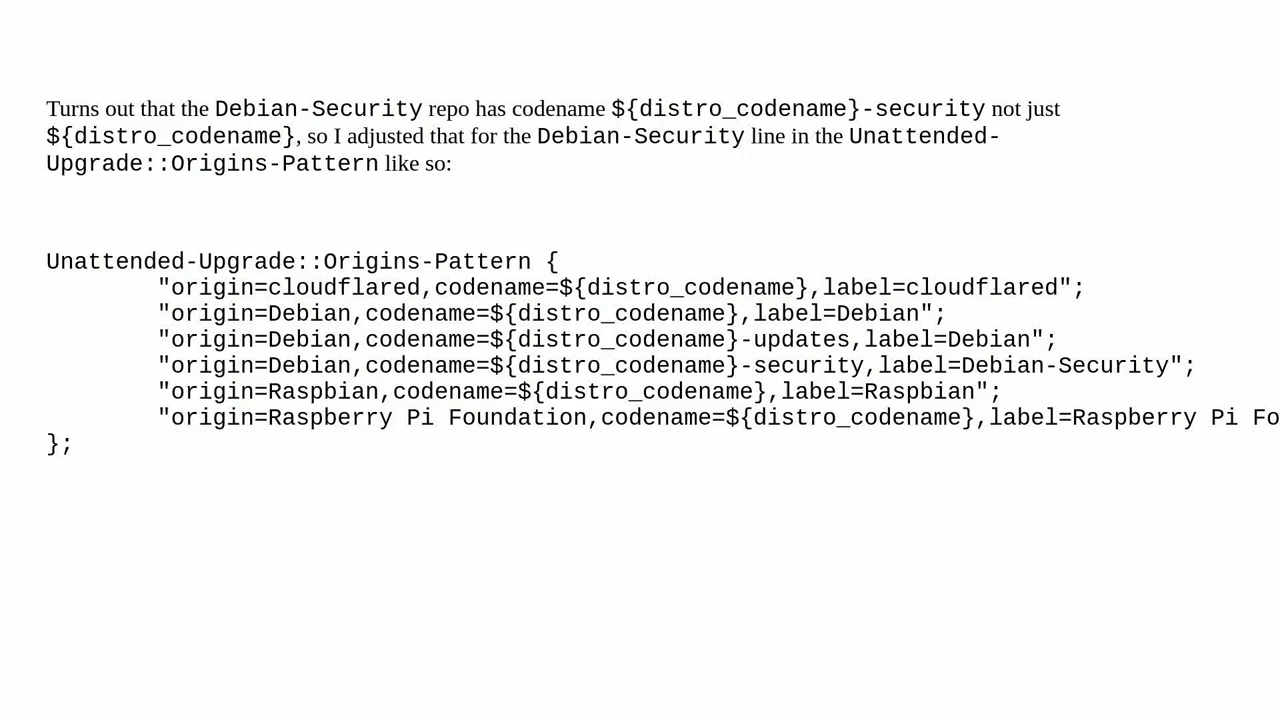 Turns out that the Debian-Security repo has codename ${distro_codename}-security not just
${distro_codename}, so I adjusted that for the Debian-Security line in the Unattended-
Upgrade::Origins-Pattern like so:
Unattended-Upgrade::Origins-Pattern {
        "origin=cloudflared,codename=${distro_codename},label=cloudflared";
        "origin=Debian,codename=${distro_codename},label=Debian";
        "origin=Debian,codename=${distro_codename}-updates,label=Debian";
        "origin=Debian,codename=${distro_codename}-security,label=Debian-Security";
        "origin=Raspbian,codename=${distro_codename},label=Raspbian";
        "origin=Raspberry Pi Foundation,codename=${distro_codename},label=Raspberry Pi Fo
};